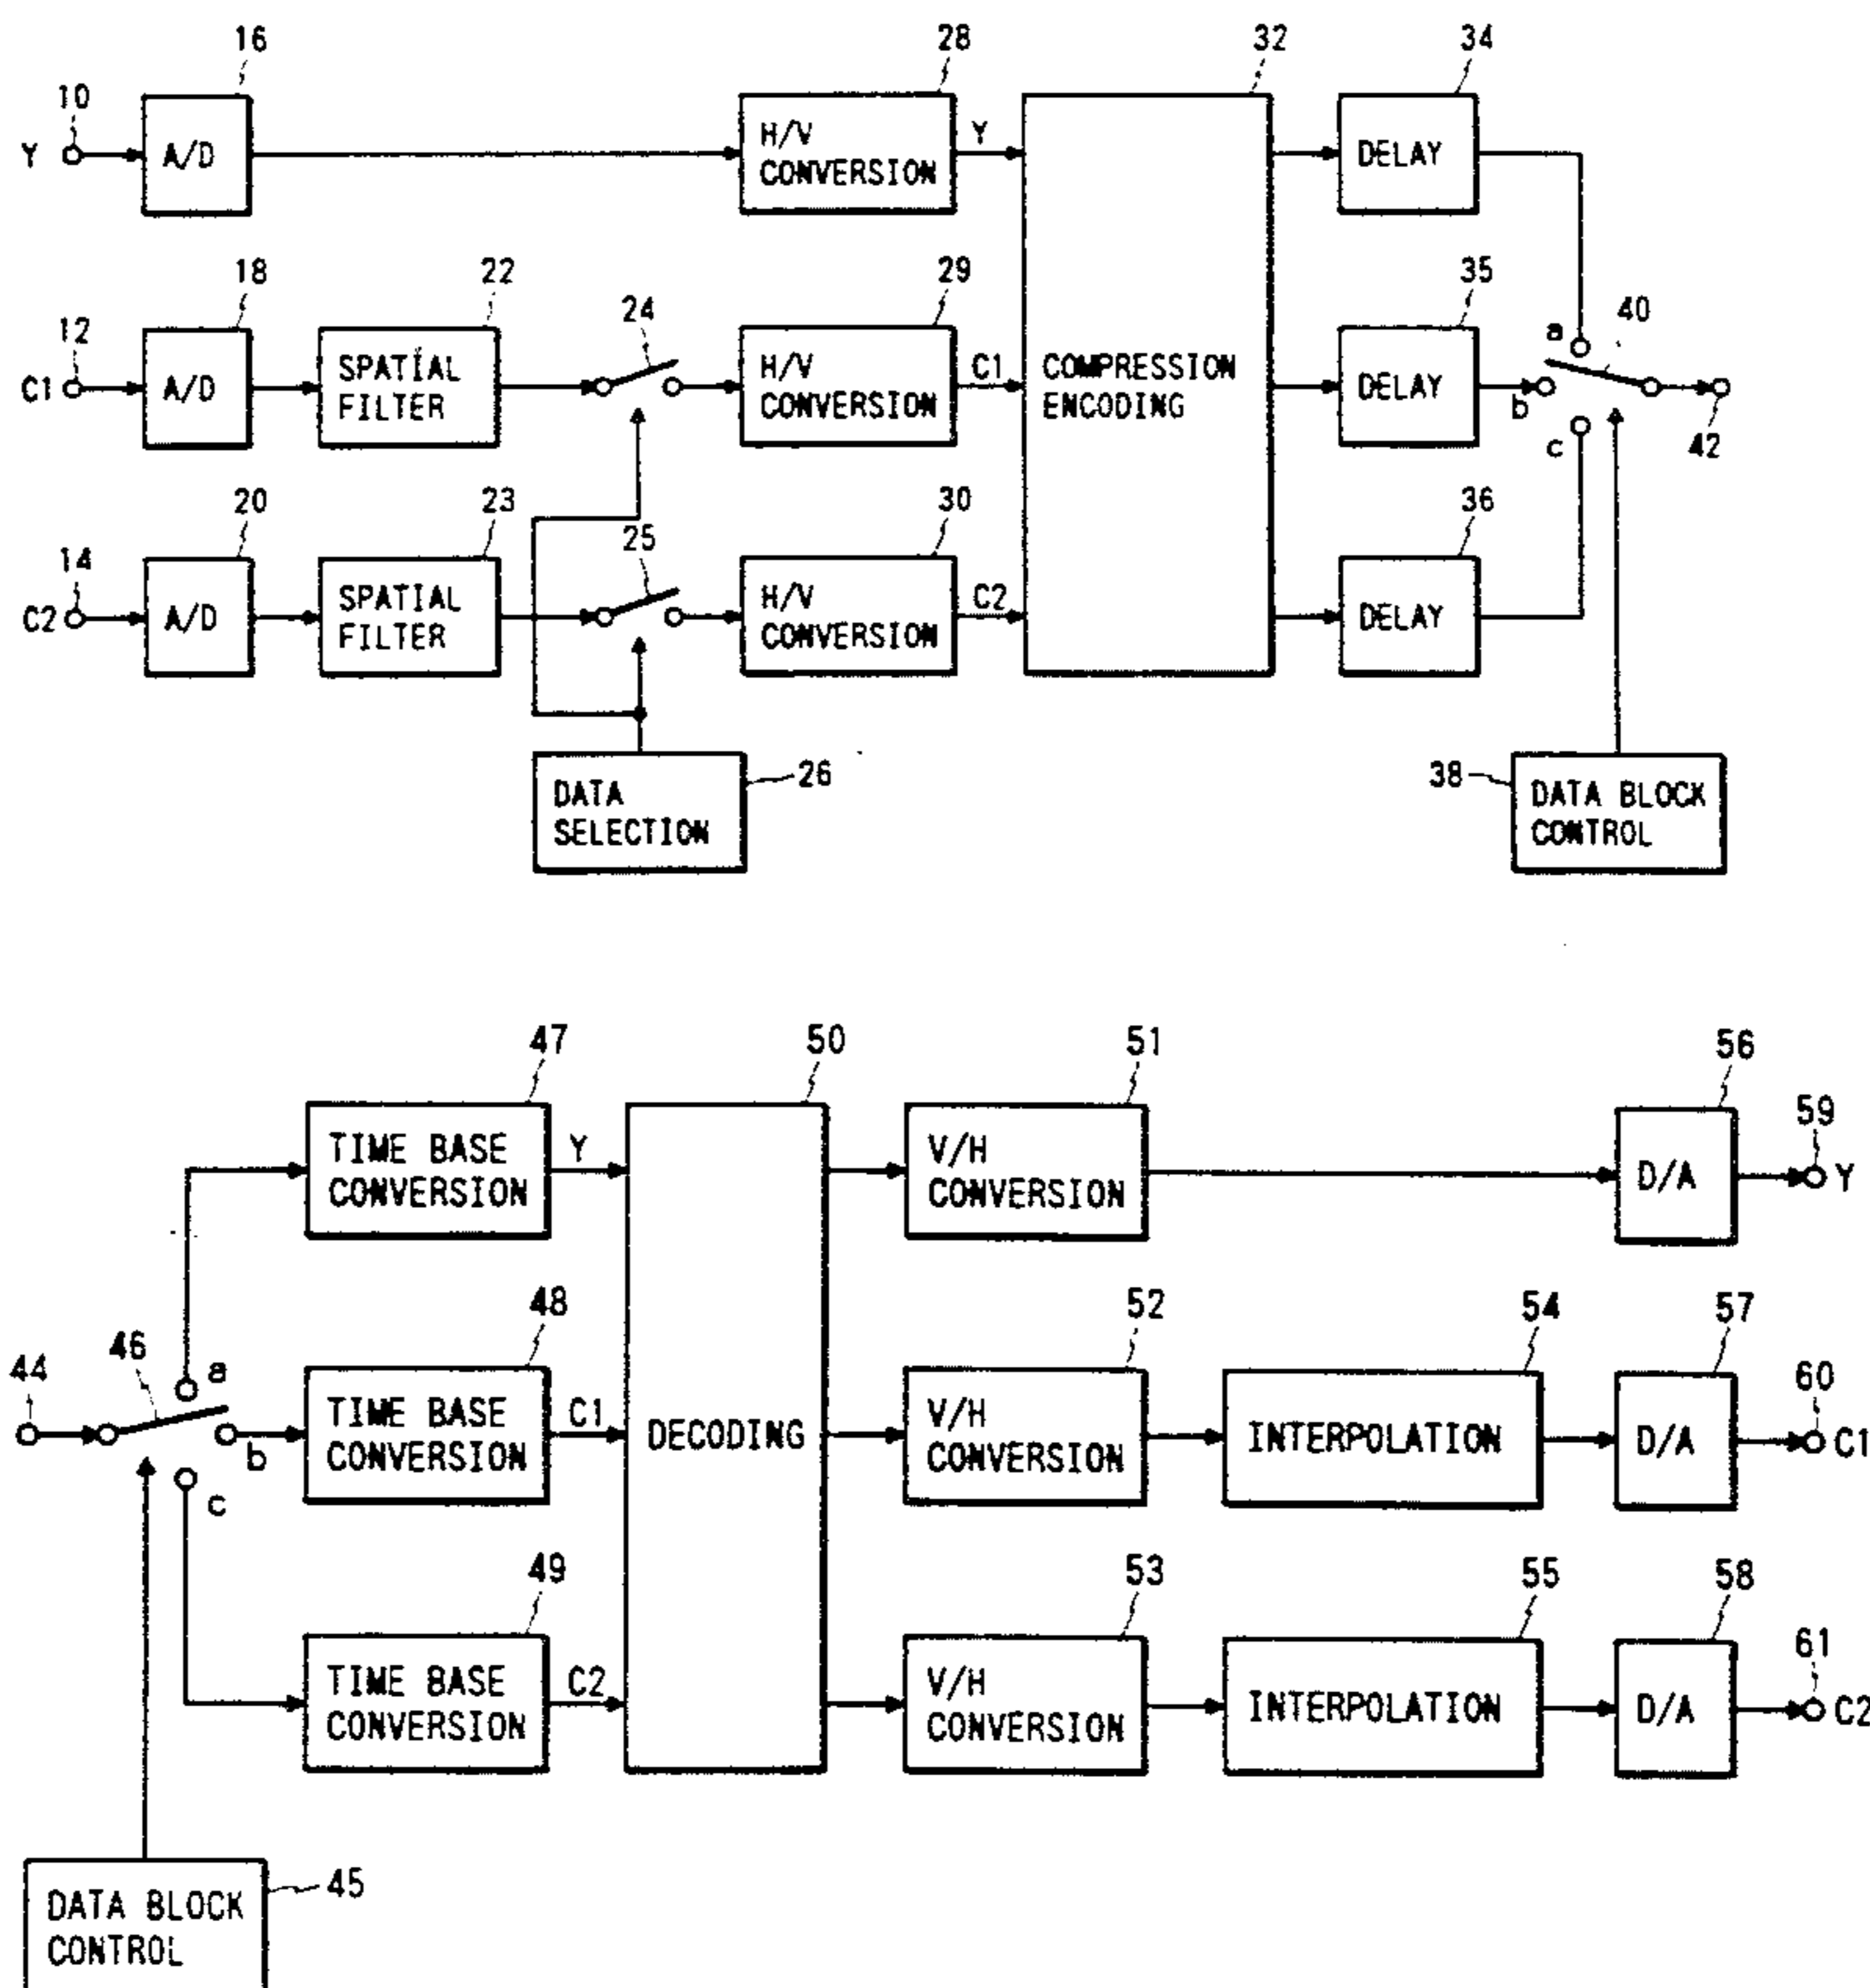 16
28
32
34
10
Y
A/D
H/V
CONVERSION
Y
DELAY
18
22
24
29
35
40
12
C1
A/D
SPATIAL
FILTER
H/V
CONVERSION
C1
COMPRESSION
ENCODING
DELAY
a
b
c
42
20
23
25
30
36
14
C2
A/D
SPATIAL
FILTER
H/V
CONVERSION
C2
DELAY
DATA
SELECTION
26
38
DATA BLOCK
CONTROL
47
50
51
56
59
TIME BASE
CONVERSION
Y
V/H
CONVERSION
D/A
Y
48
52
54
57
60
44
46
a
b
c
TIME BASE
CONVERSION
C1
DECODING
V/H
CONVERSION
INTERPOLATION
D/A
C1
49
53
55
58
61
TIME BASE
CONVERSION
C2
V/H
CONVERSION
INTERPOLATION
D/A
C2
45
DATA BLOCK
CONTROL